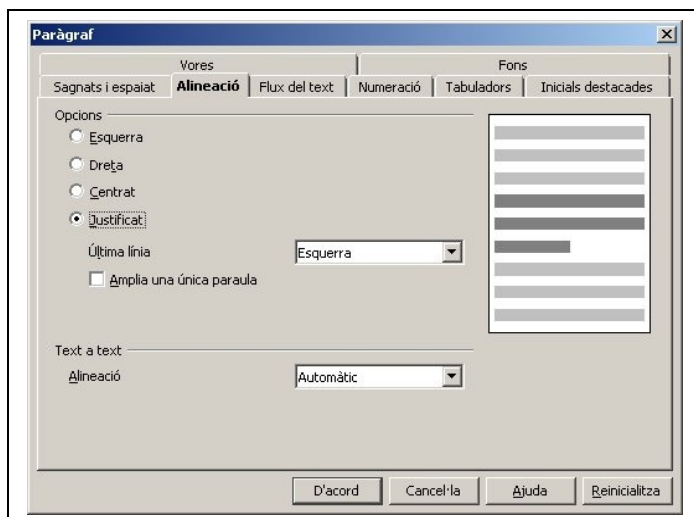 Paràgraf
Vores Fons
Sagnats i espaiat Alineació Flux del text Numeració Tabuladors Inicials destacades
Opcions
Esquerra
Dreta
Centrat
Justificat
Última línia Esquerra
Amplia una única paraula
Text a text
Alineació Automàtic
D'acord Cancel·la Ajuda Reinicialitza